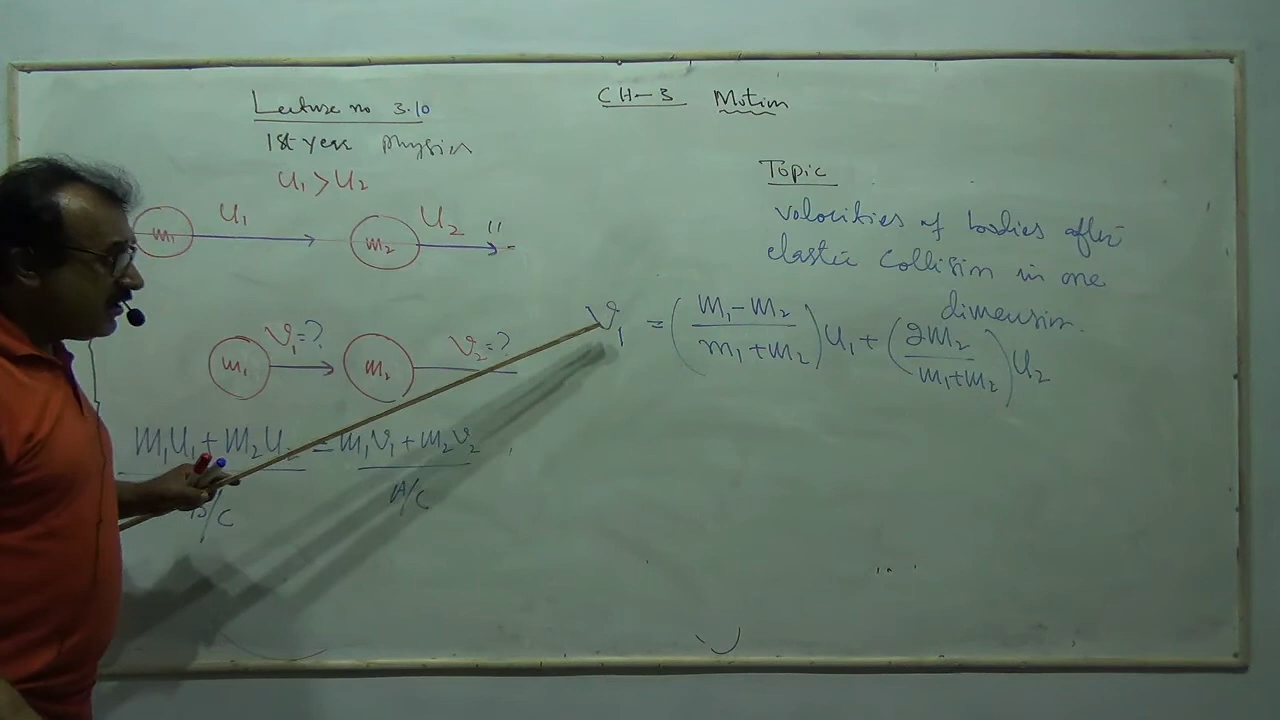 CH-3 Motion
Lecture no 3.10
1st year physics
U₁ > U₂
m₁ U₁ m₂ U₂
Topic
velocities of bodies after
elastic collision in one
dimension.
m₁ v₁=? m₂ v₂=?
v₁ = (m₁-m₂ / m₁+m₂) U₁ + (2m₂ / m₁+m₂) U₂
m₁U₁ + m₂U₂ = m₁v₁ + m₂v₂
B/C A/C